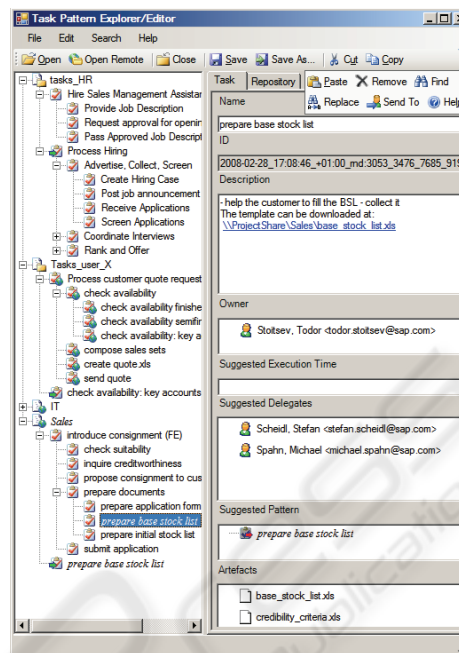 Task Pattern Explorer/Editor
File Edit Search Help
Open Open Remote Close Save Save As... Cut Copy
Paste Remove Find
Replace Send To Help
tasks_HR
Hire Sales Management Assistar
Provide Job Description
Request approval for openir
Pass Approved Job Descript
Process Hiring
Advertise, Collect, Screen
Create Hiring Case
Post job announcement
Receive Applications
Screen Applications
Coordinate Interviews
Rank and Offer
Tasks_user_X
Process customer quote request
check availability
check availability finishe
check availability semifir
check availability: key a
compose sales sets
create quote.xls
send quote
check availability: key accounts
IT
Sales
introduce consignment (FE)
check suitability
inquire creditworthiness
propose consignment to cus
prepare documents
prepare application form
prepare base stock list
prepare initial stock list
submit application
prepare base stock list
Task Repository
Name
prepare base stock list
ID
2008-02-28_17:08:46_+01:00_md:3053_3476_7685_919
Description
- help the customer to fill the BSL - collect it
The template can be downloaded at:
\\ProjectShare\Sales\base_stock_list.xls
Owner
Stoitsev, Todor <todor.stoitsev@sap.com>
Suggested Execution Time
Suggested Delegates
Scheidl, Stefan <stefan.scheidl@sap.com>
Spahn, Michael <michael.spahn@sap.com>
Suggested Pattern
prepare base stock list
Artefacts
base_stock_list.xls
credibility_criteria.xls